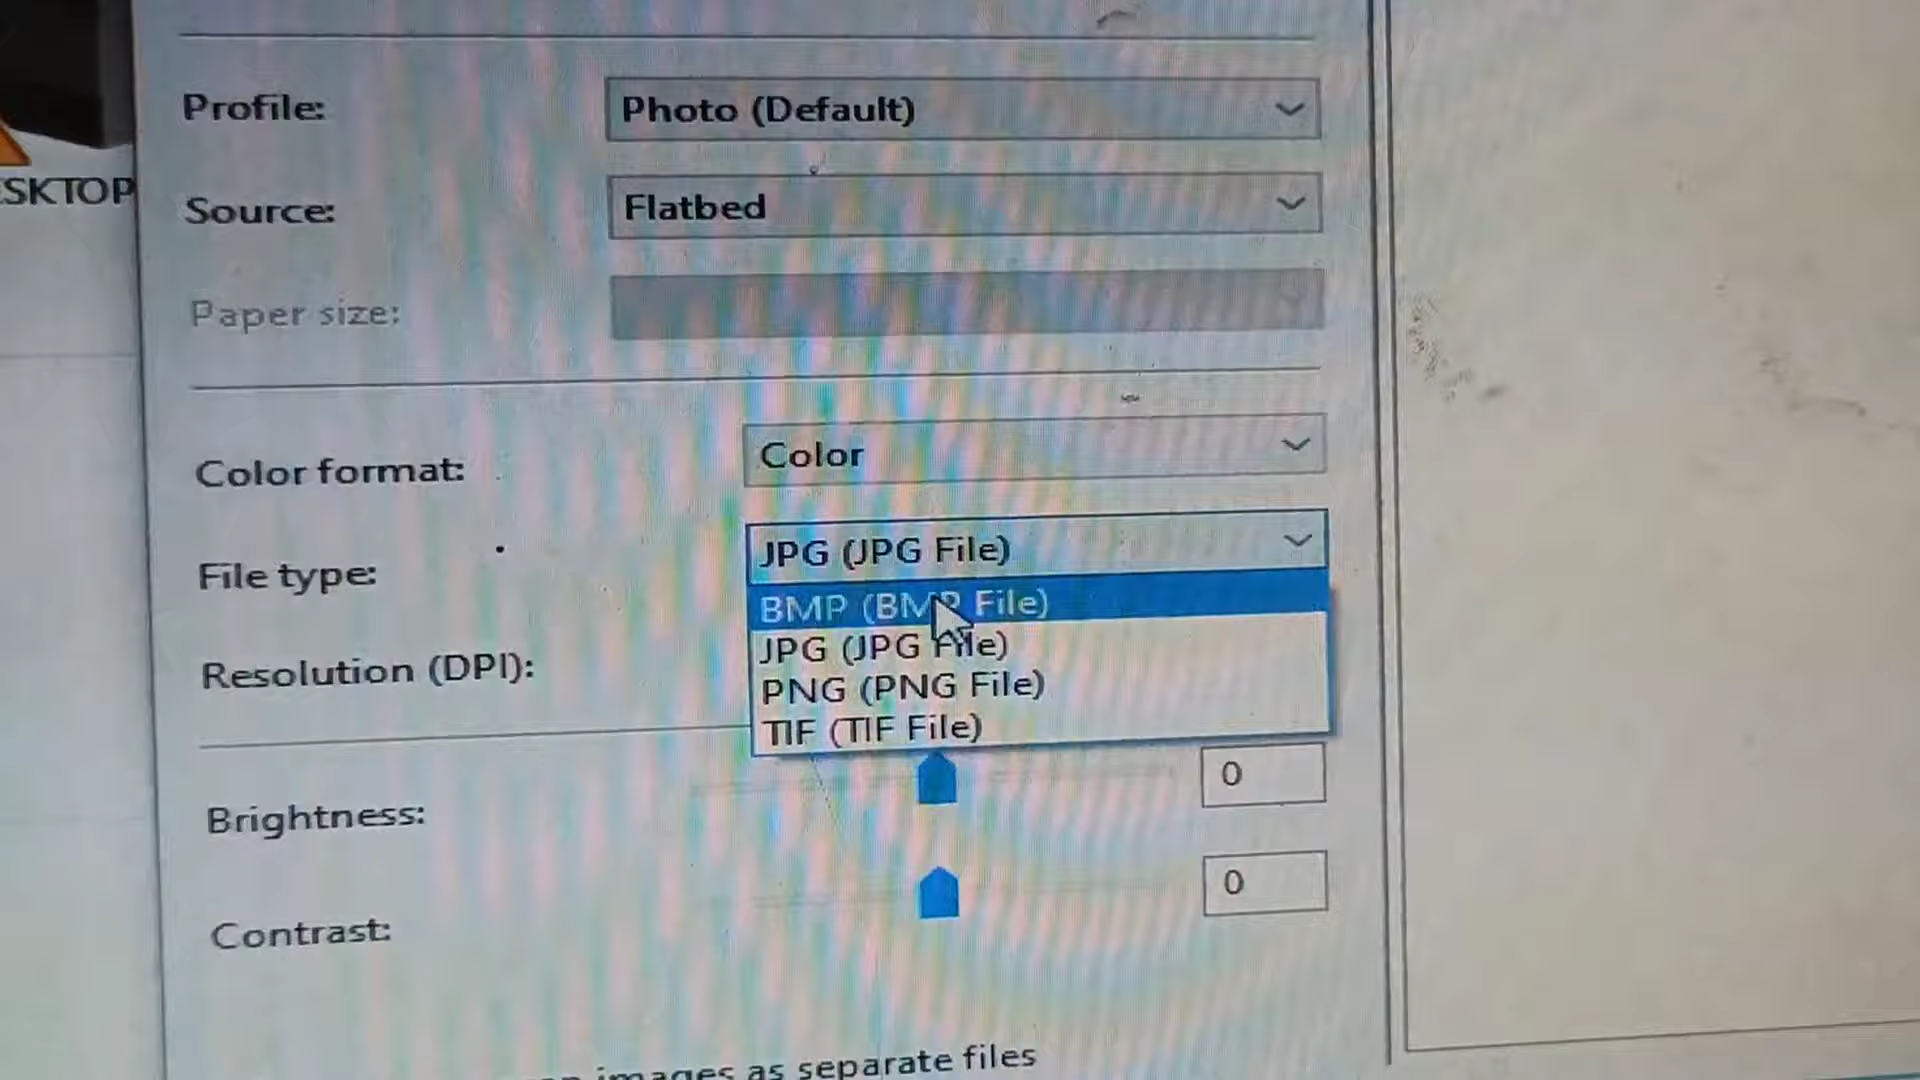 Profile: Photo (Default)
SKTOP
Source: Flatbed
Paper size:
Color format: Color
File type: JPG (JPG File)
BMP (BMP File)
JPG (JPG File)
Resolution (DPI): PNG (PNG File)
TIF (TIF File)
Brightness: 0
Contrast: 0
images as separate files